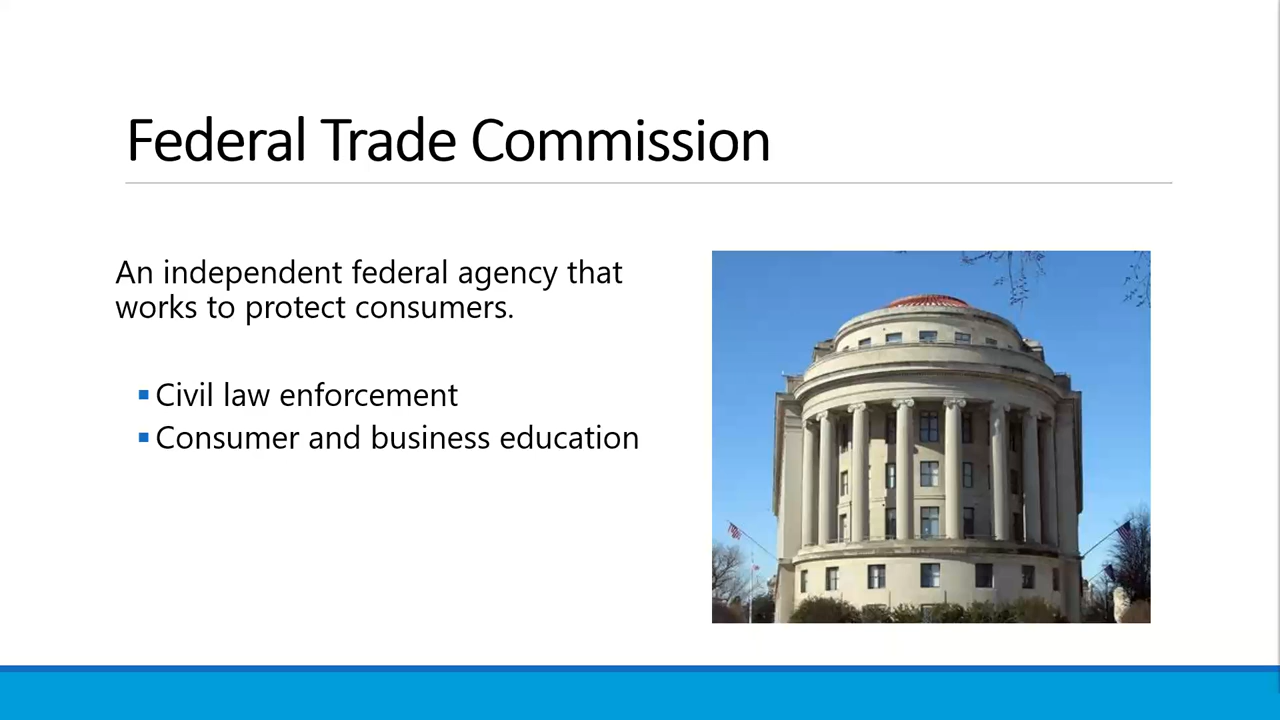 Federal Trade Commission
An independent federal agency that
works to protect consumers.
Civil law enforcement
Consumer and business education